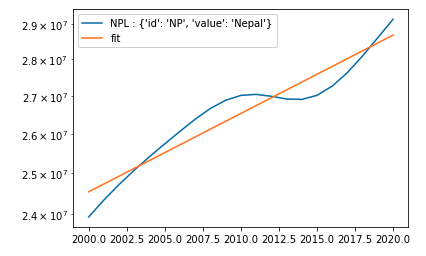 NPL : {'id': 'NP', 'value': 'Nepal'}
fit
2.9 × 10⁷
2.8 × 10⁷
2.7 × 10⁷
2.6 × 10⁷
2.5 × 10⁷
2.4 × 10⁷
2000.0 2002.5 2005.0 2007.5 2010.0 2012.5 2015.0 2017.5 2020.0